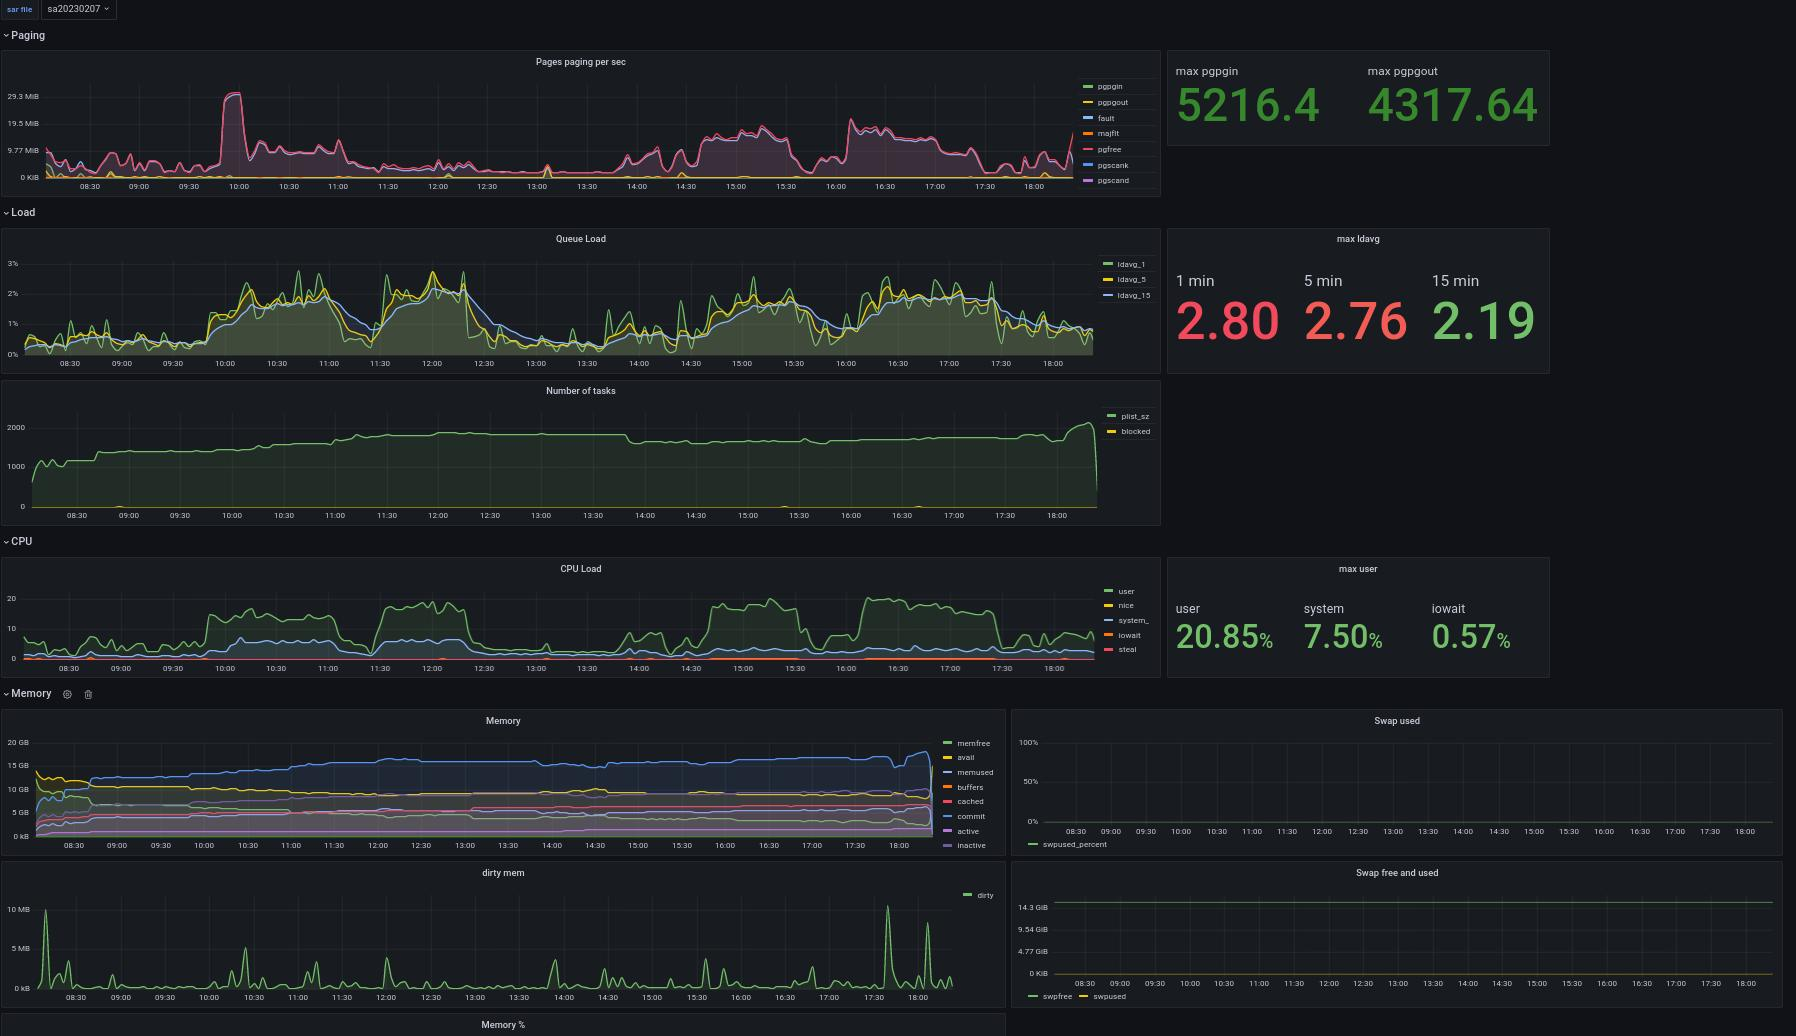 sar file sa20230207
Paging
Pages paging per sec
29.3 MiB
19.5 MiB
9.77 MiB
0 KiB
08:30 09:00 09:30 10:00 10:30 11:00 11:30 12:00 12:30 13:00 13:30 14:00 14:30 15:00 15:30 16:00 16:30 17:00 17:30 18:00
pgpgin
pgpgout
fault
majflt
pgfree
pgscank
pgscand
max pgpgin max pgpgout
5216.4 4317.64
Load
Queue Load
3%
2%
1%
0%
08:30 09:00 09:30 10:00 10:30 11:00 11:30 12:00 12:30 13:00 13:30 14:00 14:30 15:00 15:30 16:00 16:30 17:00 17:30 18:00
ldavg_1
ldavg_5
ldavg_15
max ldavg
1 min 5 min 15 min
2.80 2.76 2.19
Number of tasks
2000
1000
0
08:30 09:00 09:30 10:00 10:30 11:00 11:30 12:00 12:30 13:00 13:30 14:00 14:30 15:00 15:30 16:00 16:30 17:00 17:30 18:00
plist_sz
blocked
CPU
CPU Load
20
10
0
08:30 09:00 09:30 10:00 10:30 11:00 11:30 12:00 12:30 13:00 13:30 14:00 14:30 15:00 15:30 16:00 16:30 17:00 17:30 18:00
user
nice
system_
iowait
steal
max user
user system iowait
20.85% 7.50% 0.57%
Memory
Memory
20 GB
15 GB
10 GB
5 GB
0 kB
08:30 09:00 09:30 10:00 10:30 11:00 11:30 12:00 12:30 13:00 13:30 14:00 14:30 15:00 15:30 16:00 16:30 17:00 17:30 18:00
memfree
avail
memused
buffers
cached
commit
active
inactive
Swap used
100%
50%
0%
08:30 09:00 09:30 10:00 10:30 11:00 11:30 12:00 12:30 13:00 13:30 14:00 14:30 15:00 15:30 16:00 16:30 17:00 17:30 18:00
swpused_percent
dirty mem
10 MB
5 MB
0 kB
08:30 09:00 09:30 10:00 10:30 11:00 11:30 12:00 12:30 13:00 13:30 14:00 14:30 15:00 15:30 16:00 16:30 17:00 17:30 18:00
dirty
Swap free and used
14.3 GiB
9.54 GiB
4.77 GiB
0 KiB
08:30 09:00 09:30 10:00 10:30 11:00 11:30 12:00 12:30 13:00 13:30 14:00 14:30 15:00 15:30 16:00 16:30 17:00 17:30 18:00
swpfree swpused
Memory %